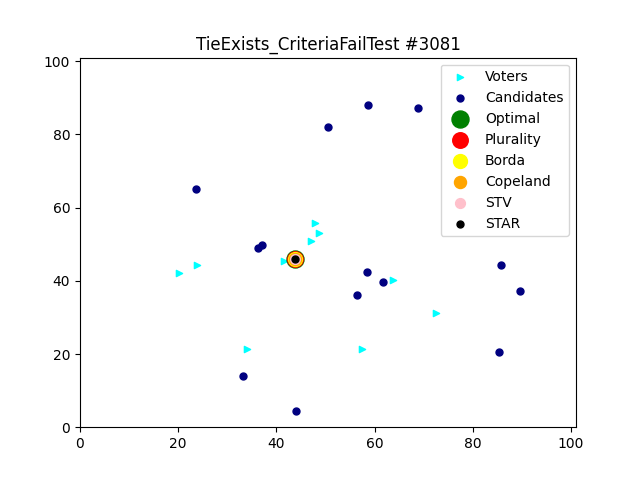 TieExists_CriteriaFailTest #3081
Voters
Candidates
Optimal
Plurality
Borda
Copeland
STV
STAR
100
80
60
40
20
0
0 20 40 60 80 100